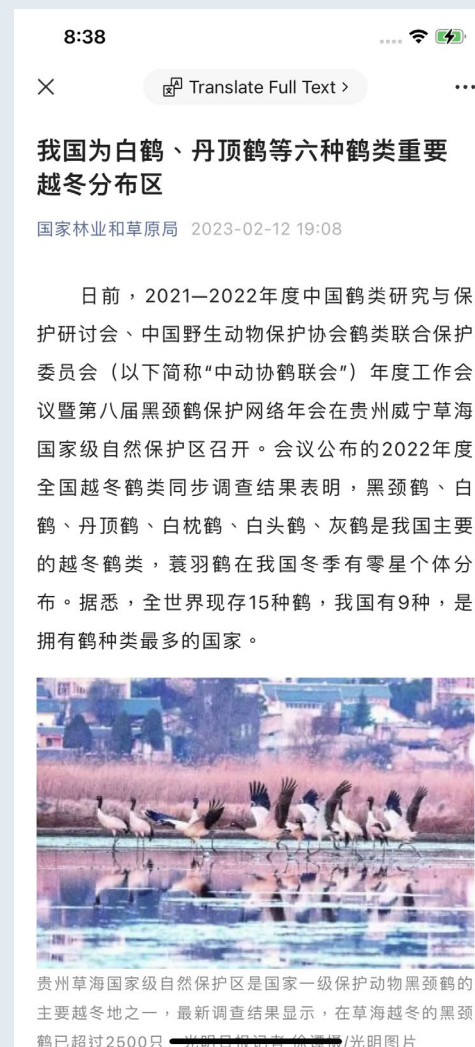 8:38
Translate Full Text >
我国为白鹤、丹顶鹤等六种鹤类重要
越冬分布区
国家林业和草原局 2023-02-12 19:08
日前，2021—2022年度中国鹤类研究与保
护研讨会、中国野生动物保护协会鹤类联合保护
委员会（以下简称“中动协鹤联会”）年度工作会
议暨第八届黑颈鹤保护网络年会在贵州威宁草海
国家级自然保护区召开。会议公布的2022年度
全国越冬鹤类同步调查结果表明，黑颈鹤、白
鹤、丹顶鹤、白枕鹤、白头鹤、灰鹤是我国主要
的越冬鹤类，蓑羽鹤在我国冬季有零星个体分
布。据悉，全世界现存15种鹤，我国有9种，是
拥有鹤种类最多的国家。
贵州草海国家级自然保护区是国家一级保护动物黑颈鹤的
主要越冬地之一，最新调查结果显示，在草海越冬的黑颈
鹤已超过2500只 光明日报记者 /光明图片